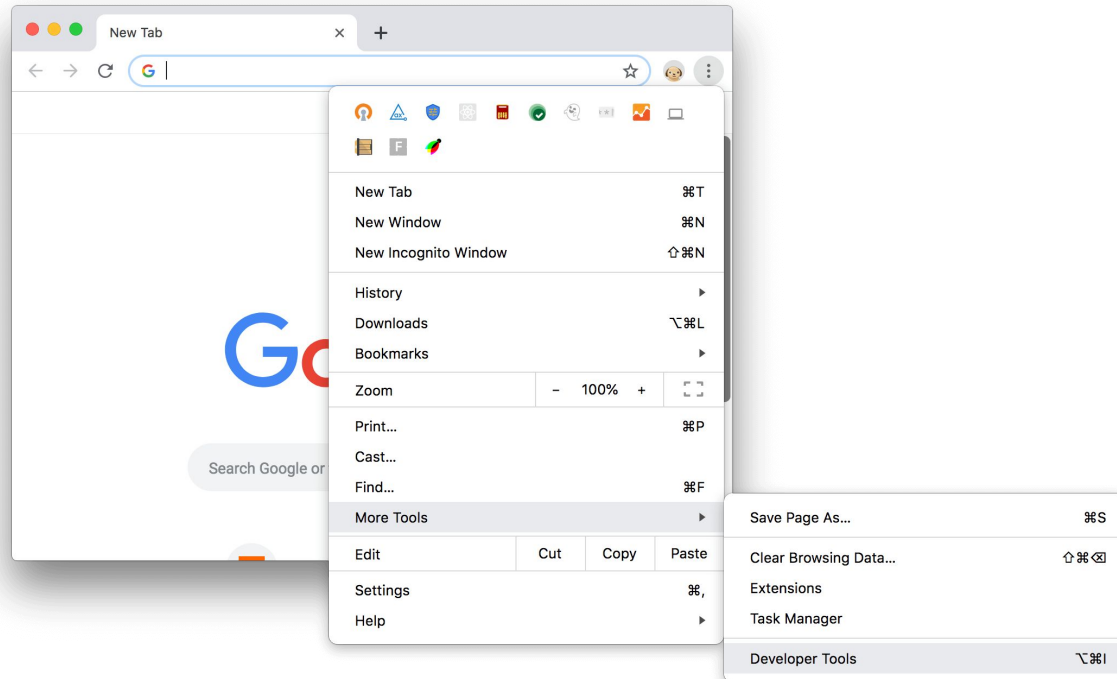 New Tab
New Tab ⌘T
New Window ⌘N
New Incognito Window ⇧⌘N
History
Downloads ⌥⌘L
Bookmarks
Zoom - 100% +
Go
Print... ⌘P
Cast...
Search Google or
Find... ⌘F
More Tools
Edit Cut Copy Paste
Settings ⌘,
Help
Save Page As... ⌘S
Clear Browsing Data... ⇧⌘⌫
Extensions
Task Manager
Developer Tools ⌥⌘I